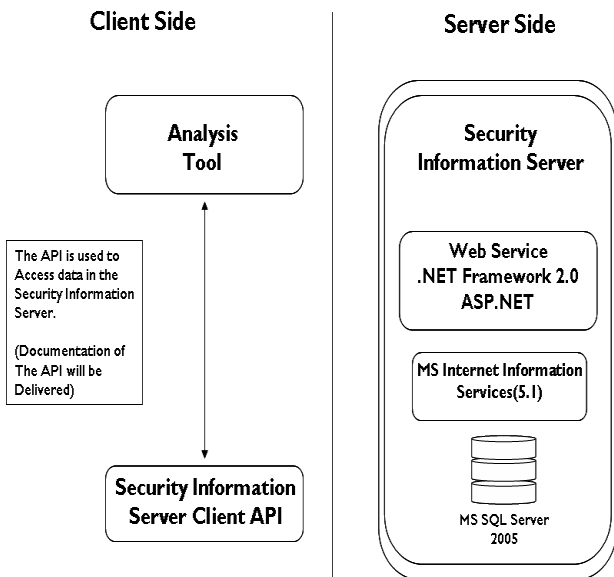 Client Side
Server Side
Analysis
Tool
Security
Information Server
The API is used to
Access data in the
Security Information
Server.
(Documentation of
The API will be
Delivered)
Web Service
.NET Framework 2.0
ASP.NET
MS Internet Information
Services(5.1)
Security Information
Server Client API
MS SQL Server
2005